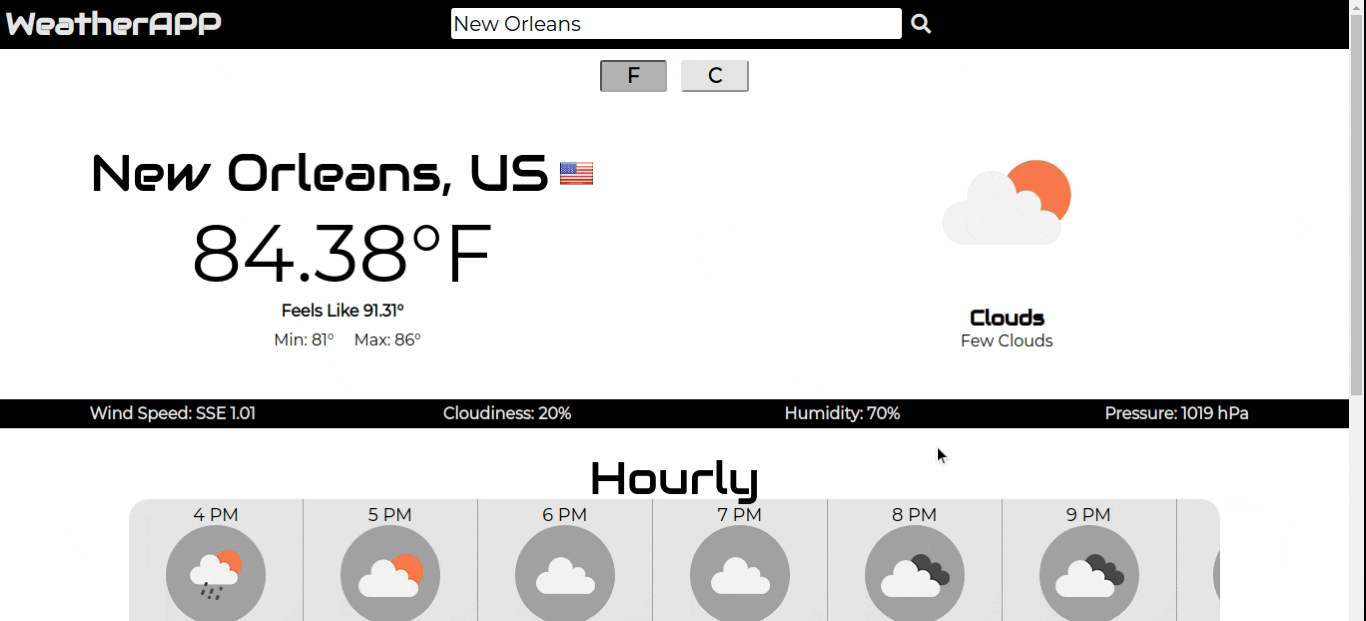 WeatherAPP
New Orleans
F C
New Orleans, US
84.38°F
Feels Like 91.31°
Min: 81° Max: 86°
Clouds
Few Clouds
Wind Speed: SSE 1.01 Cloudiness: 20% Humidity: 70% Pressure: 1019 hPa
Hourly
4 PM 5 PM 6 PM 7 PM 8 PM 9 PM